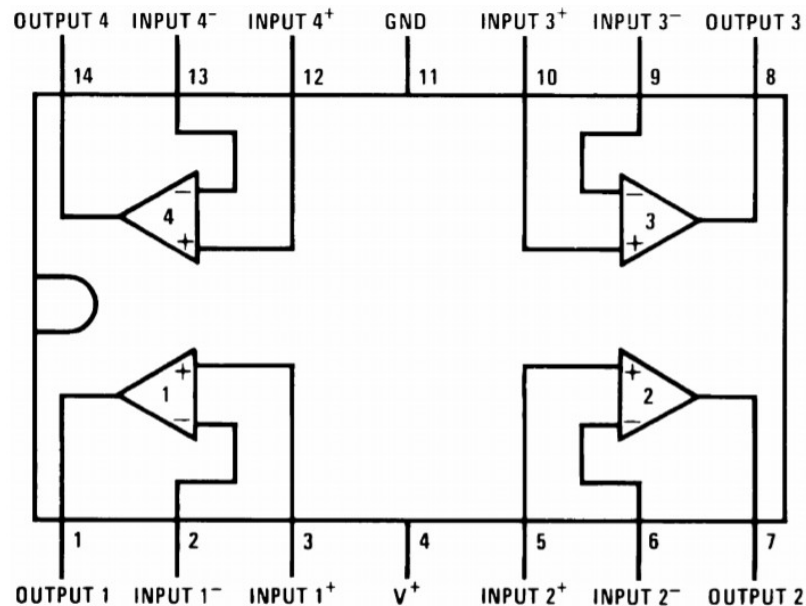 OUTPUT 4 INPUT 4⁻ INPUT 4⁺ GND INPUT 3⁺ INPUT 3⁻ OUTPUT 3
14 13 12 11 10 9 8
− −
4 3
+ +
+ +
1 2
− −
1 2 3 4 5 6 7
OUTPUT 1 INPUT 1⁻ INPUT 1⁺ V⁺ INPUT 2⁺ INPUT 2⁻ OUTPUT 2